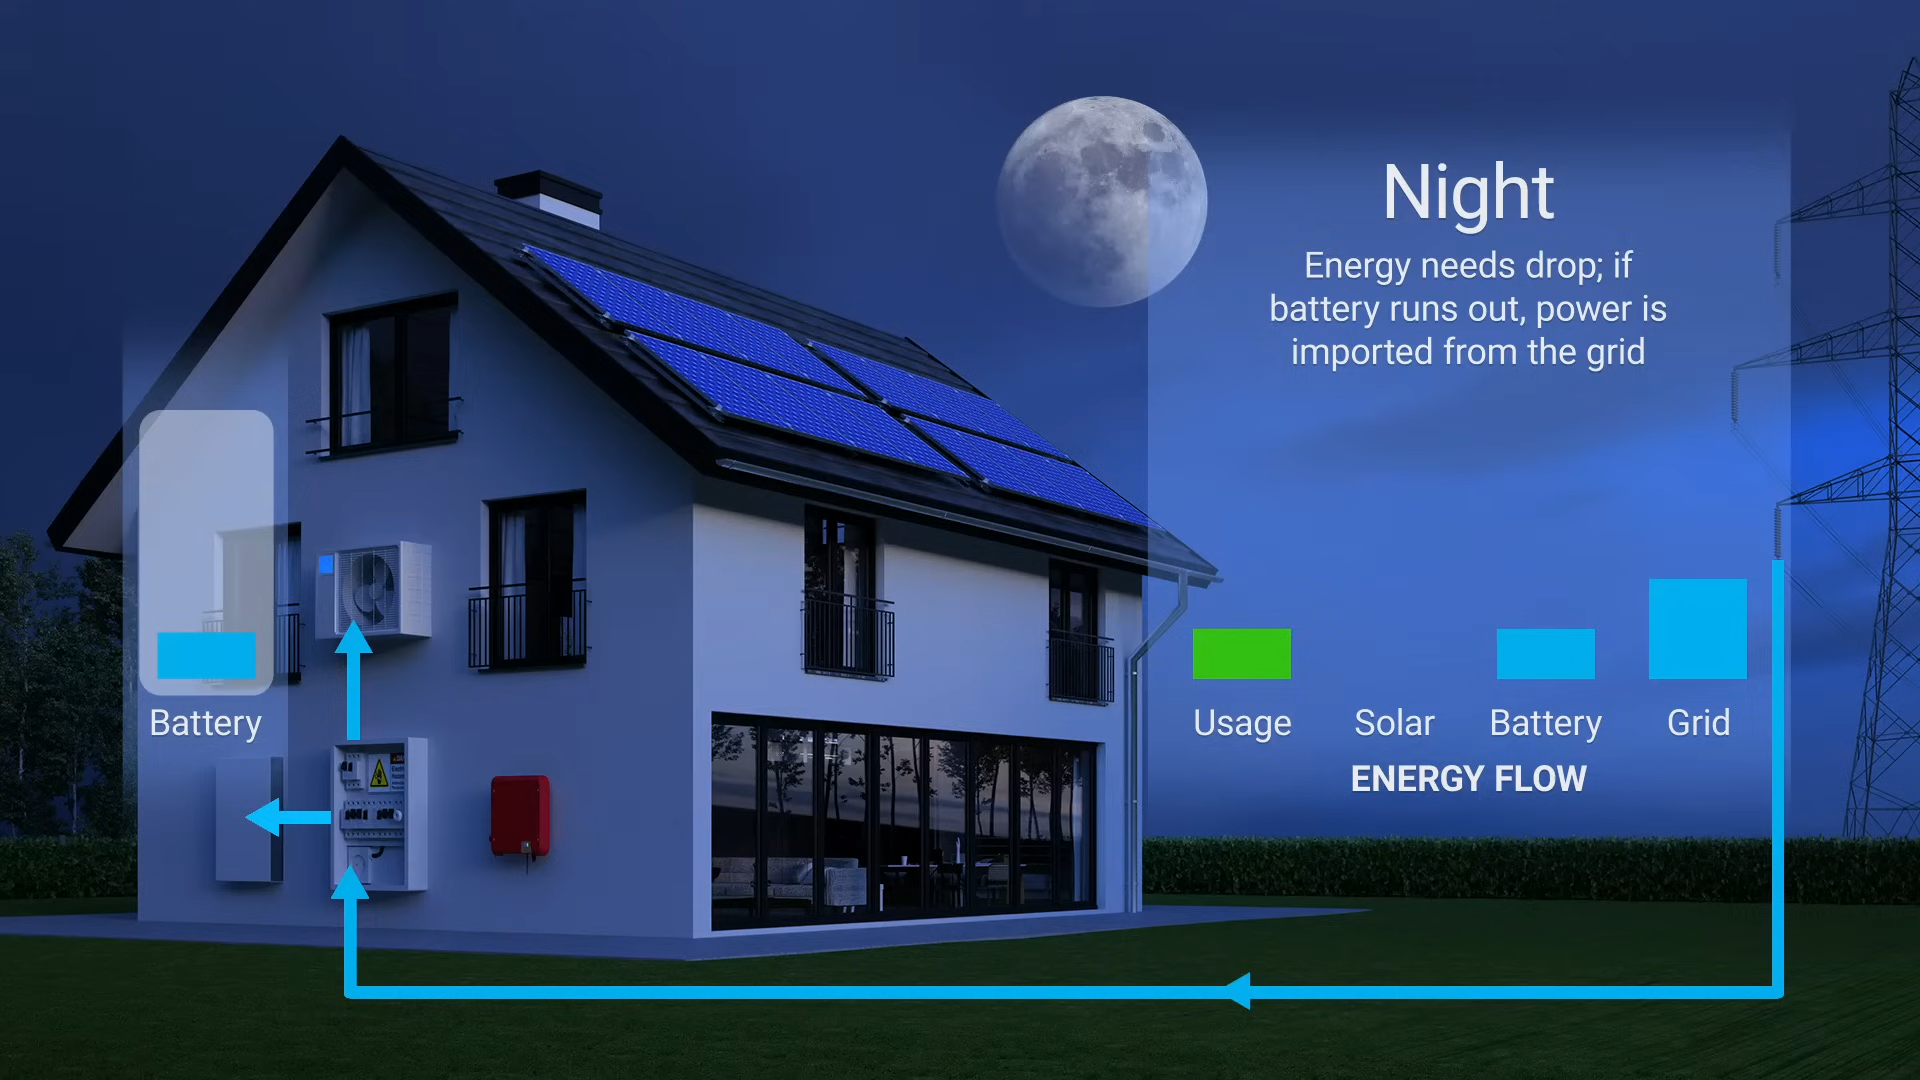 Night
Energy needs drop; if
battery runs out, power is
imported from the grid
Battery
Usage
Solar
Battery
Grid
ENERGY FLOW